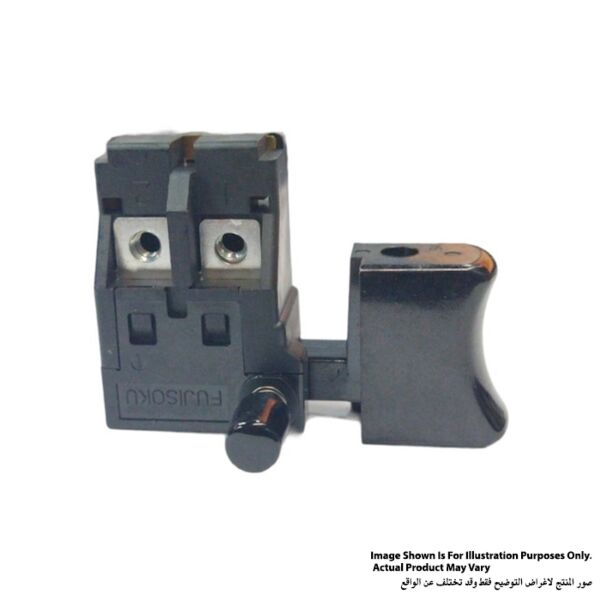 FUJISOKU
Image Shown Is For Illustration Purposes Only.
Actual Product May Vary
صور المنتج لاغراض التوضيح فقط وقد تختلف عن الواقع